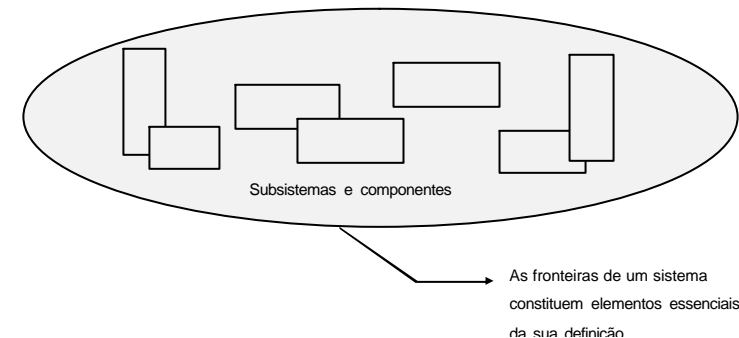 Subsistemas e componentes
As fronteiras de um sistema
constituem elementos essenciais
da sua definição